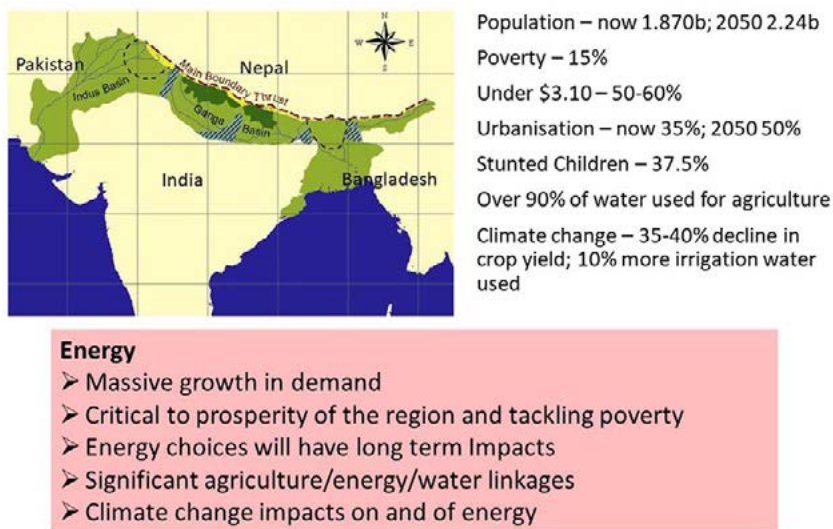 Pakistan
Nepal
Main Boundary Thrust
Indus Basin
Ganga Basin
India
Bangladesh
N
W E
S
Population – now 1.870b; 2050 2.24b
Poverty – 15%
Under $3.10 – 50-60%
Urbanisation – now 35%; 2050 50%
Stunted Children – 37.5%
Over 90% of water used for agriculture
Climate change – 35-40% decline in
crop yield; 10% more irrigation water
used
Energy
➤ Massive growth in demand
➤ Critical to prosperity of the region and tackling poverty
➤ Energy choices will have long term Impacts
➤ Significant agriculture/energy/water linkages
➤ Climate change impacts on and of energy